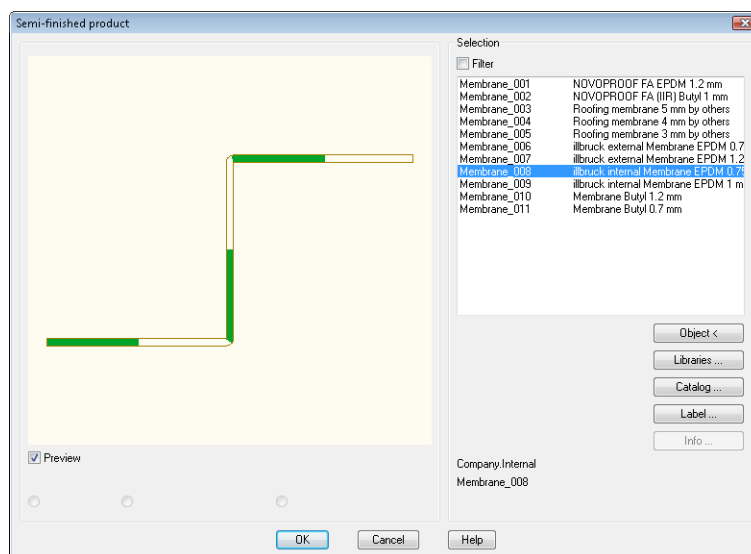 Semi-finished product
Selection
Filter
Membrane_001 NOVOPROOF FA EPDM 1.2 mm
Membrane_002 NOVOPROOF FA (IIR) Butyl 1 mm
Membrane_003 Roofing membrane 5 mm by others
Membrane_004 Roofing membrane 4 mm by others
Membrane_005 Roofing membrane 3 mm by others
Membrane_006 illbruck external Membrane EPDM 0.7
Membrane_007 illbruck external Membrane EPDM 1.2
Membrane_008 illbruck internal Membrane EPDM 0.75
Membrane_009 illbruck internal Membrane EPDM 1 m
Membrane_010 Membrane Butyl 1.2 mm
Membrane_011 Membrane Butyl 0.7 mm
Object <
Libraries ...
Catalog ...
Label ...
Info ...
Preview
Company.Internal
Membrane_008
OK
Cancel
Help